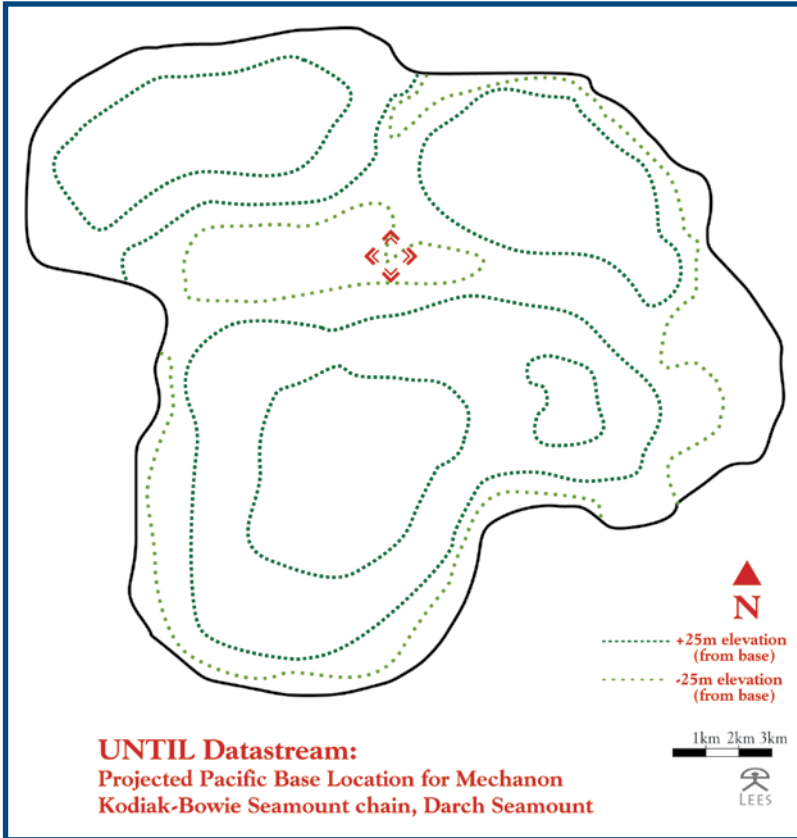 N
+25m elevation
(from base)
-25m elevation
(from base)
1km 2km 3km
UNTIL Datastream:
Projected Pacific Base Location for Mechanon
Kodiak-Bowie Seamount chain, Darch Seamount
LEES